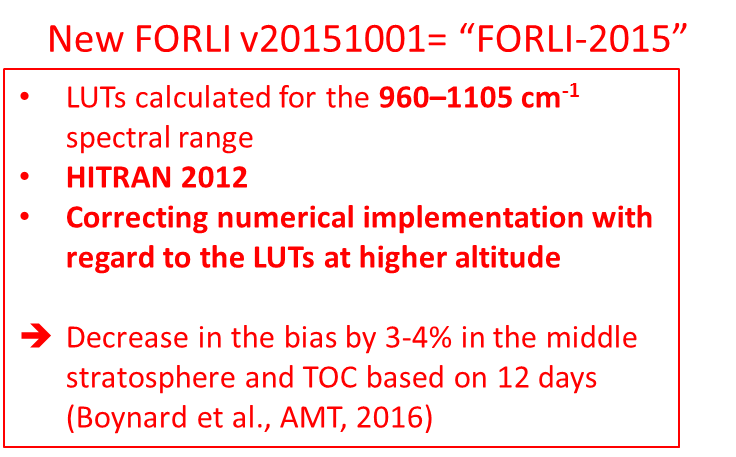 New FORLI v20151001= “FORLI-2015”
• LUTs calculated for the 960–1105 cm-1
spectral range
• HITRAN 2012
• Correcting numerical implementation with
regard to the LUTs at higher altitude
➔ Decrease in the bias by 3-4% in the middle
stratosphere and TOC based on 12 days
(Boynard et al., AMT, 2016)